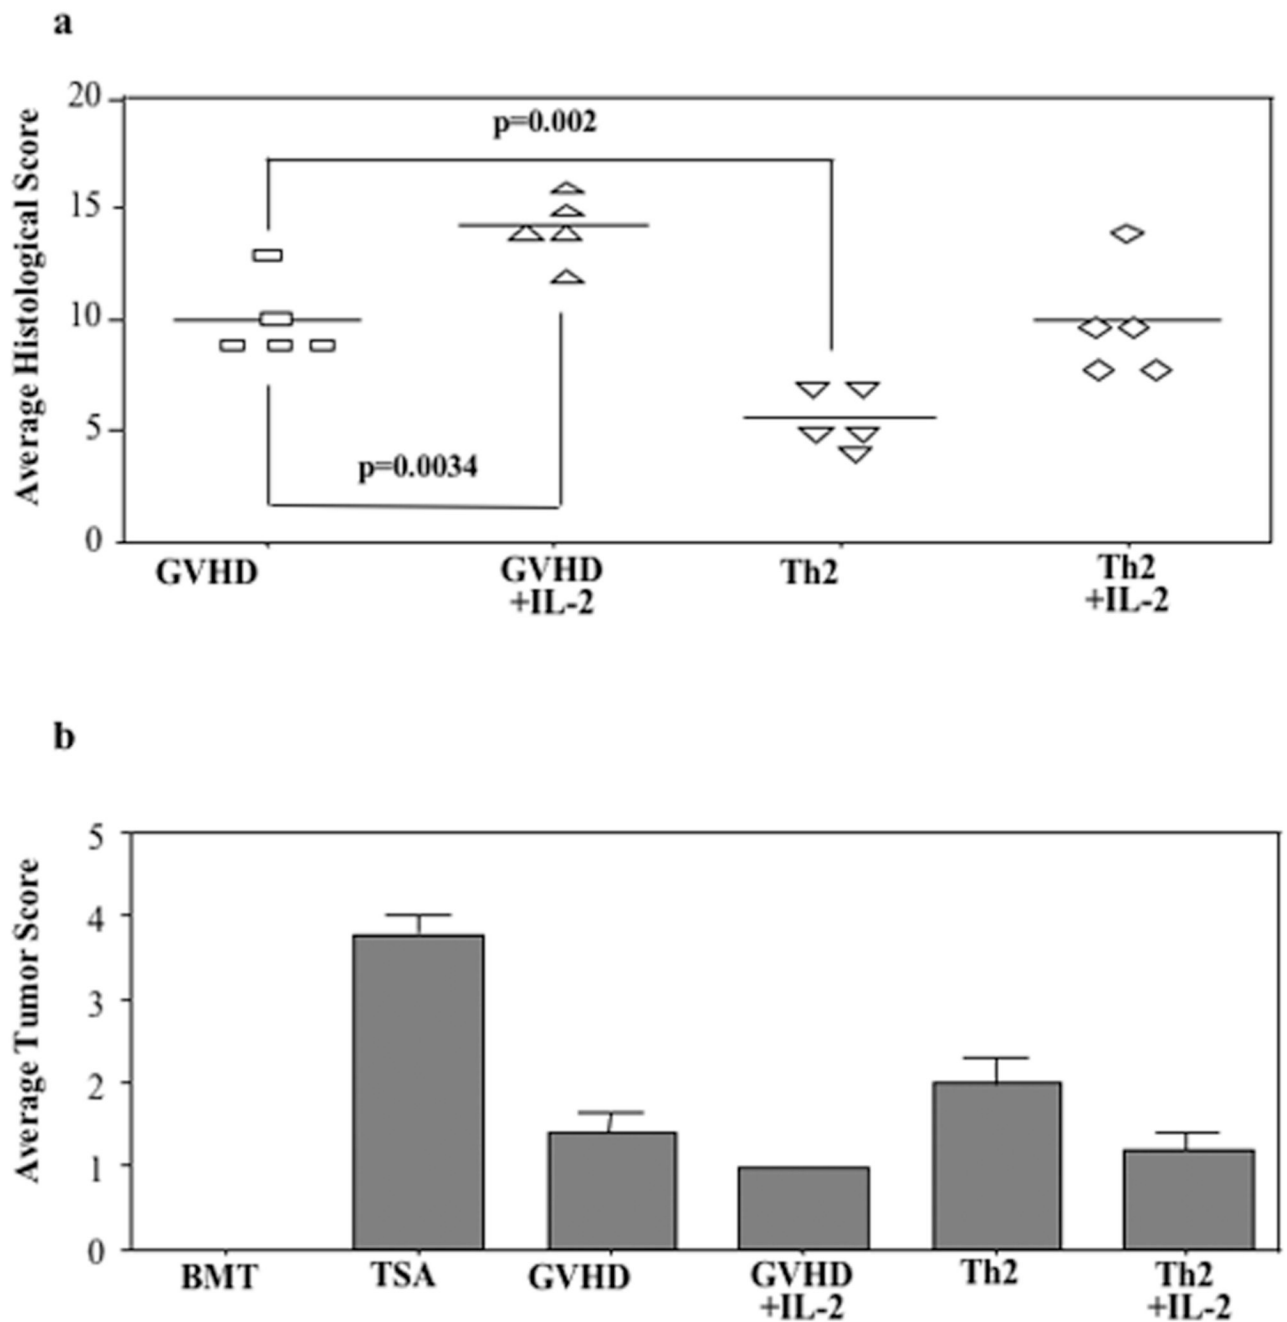 a
Average Histological Score
20
15
10
5
0
p=0.002
p=0.0034
GVHD
GVHD
+IL-2
Th2
Th2
+IL-2
b
Average Tumor Score
5
4
3
2
1
0
BMT
TSA
GVHD
GVHD
+IL-2
Th2
Th2
+IL-2